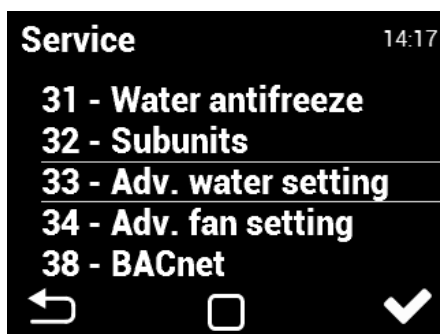 Service 14:17
31 - Water antifreeze
32 - Subunits
33 - Adv. water setting
34 - Adv. fan setting
38 - BACnet